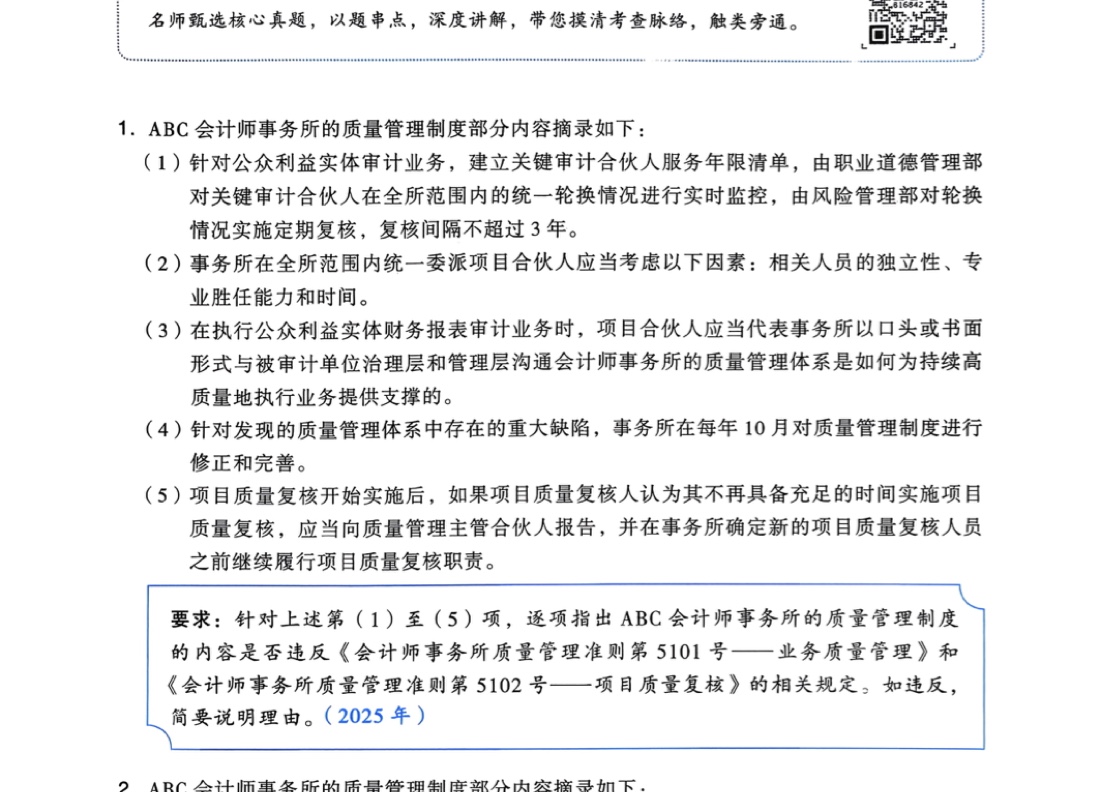 名师甄选核心真题，以题串点，深度讲解，带您摸清考查脉络，触类旁通。
816842
1. ABC 会计师事务所的质量管理制度部分内容摘录如下：
（1）针对公众利益实体审计业务，建立关键审计合伙人服务年限清单，由职业道德管理部
对关键审计合伙人在全所范围内的统一轮换情况进行实时监控，由风险管理部对轮换
情况实施定期复核，复核间隔不超过 3 年。
（2）事务所在全所范围内统一委派项目合伙人应当考虑以下因素：相关人员的独立性、专
业胜任能力和时间。
（3）在执行公众利益实体财务报表审计业务时，项目合伙人应当代表事务所以口头或书面
形式与被审计单位治理层和管理层沟通会计师事务所的质量管理体系是如何为持续高
质量地执行业务提供支撑的。
（4）针对发现的质量管理体系中存在的重大缺陷，事务所在每年 10 月对质量管理制度进行
修正和完善。
（5）项目质量复核开始实施后，如果项目质量复核人认为其不再具备充足的时间实施项目
质量复核，应当向质量管理主管合伙人报告，并在事务所确定新的项目质量复核人员
之前继续履行项目质量复核职责。
要求：针对上述第（1）至（5）项，逐项指出 ABC 会计师事务所的质量管理制度
的内容是否违反《会计师事务所质量管理准则第 5101 号——业务质量管理》和
《会计师事务所质量管理准则第 5102 号——项目质量复核》的相关规定。如违反，
简要说明理由。（2025 年）
2. ABC 会计师事务所的质量管理制度部分内容摘录如下：